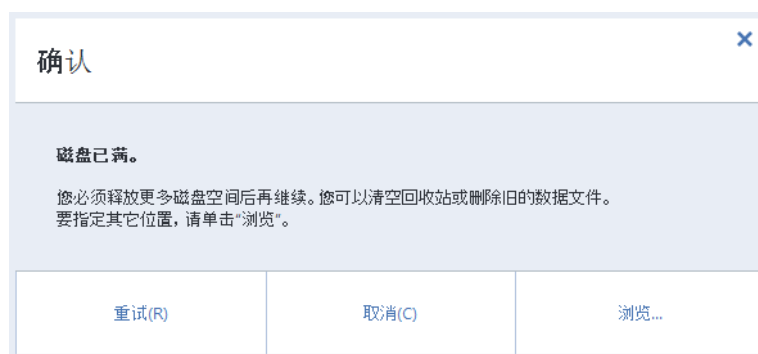 确认
磁盘已满。
您必须释放更多磁盘空间后再继续。您可以清空回收站或删除旧的数据文件。
要指定其它位置，请单击“浏览”。
重试(R)
取消(C)
浏览...